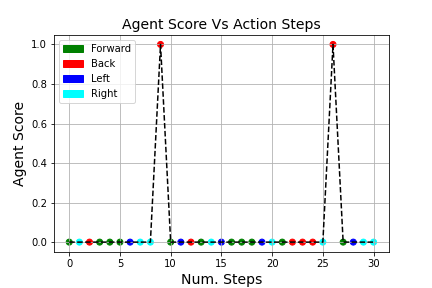 Agent Score Vs Action Steps
1.0
0.8
0.6
0.4
0.2
0.0
Agent Score
Forward
Back
Left
Right
0 5 10 15 20 25 30
Num. Steps